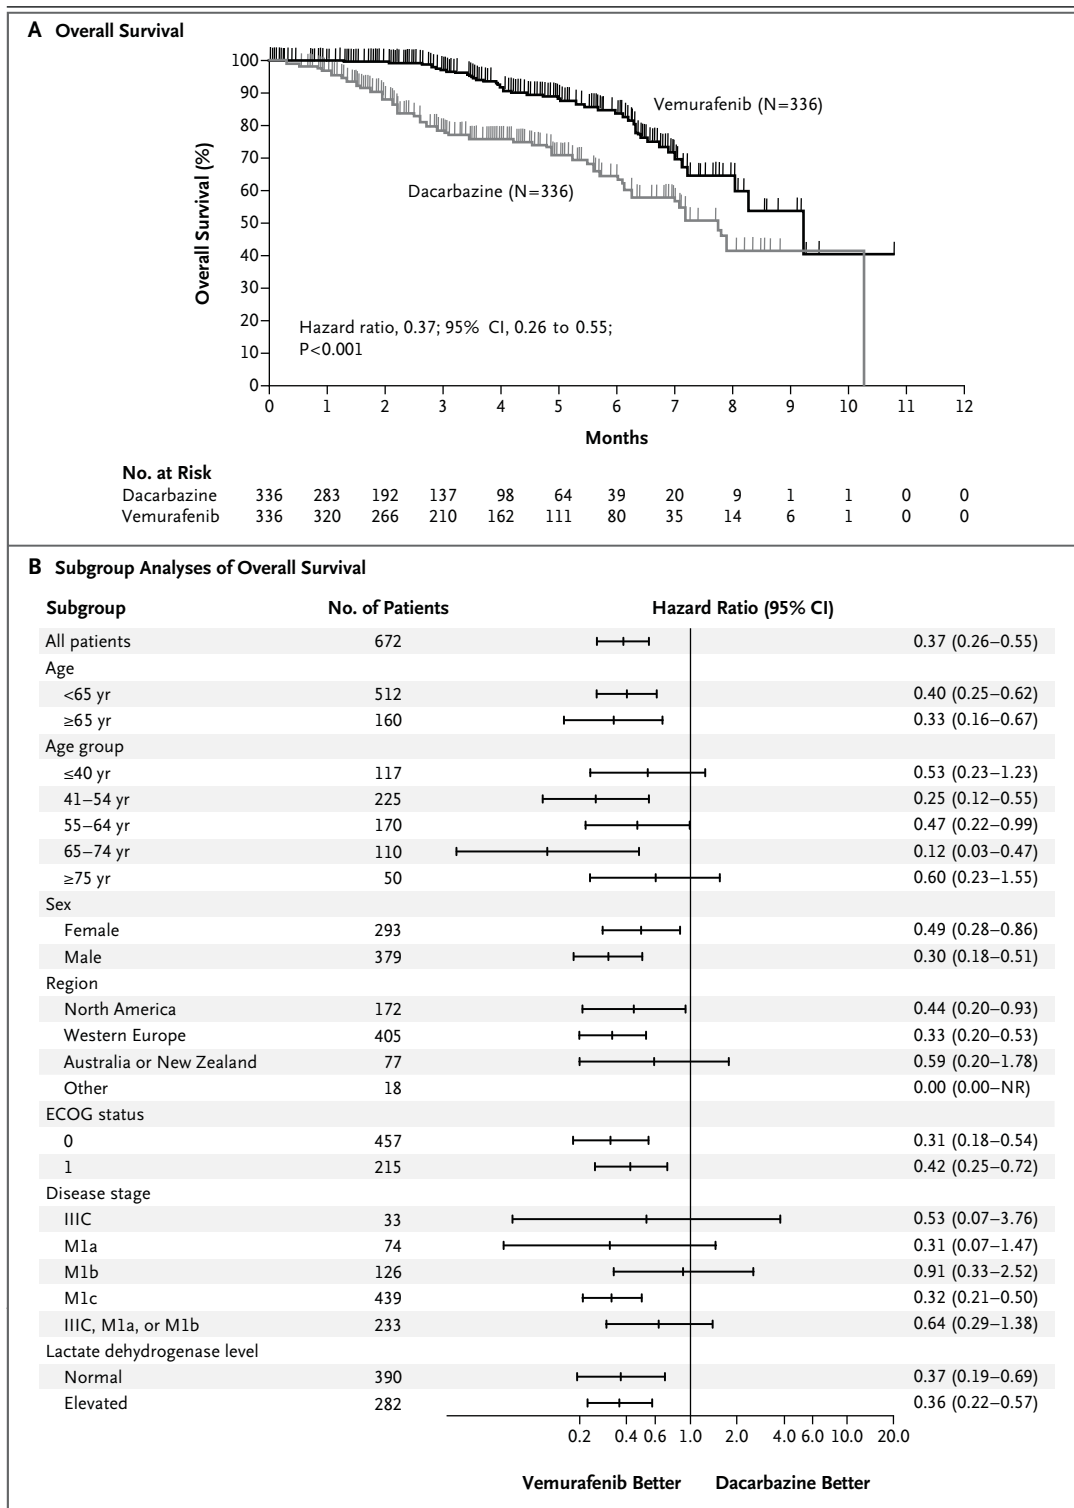 A Overall Survival
100
90
80
70
60
50
40
30
20
10
0
Overall Survival (%)
Vemurafenib (N=336)
Dacarbazine (N=336)
Hazard ratio, 0.37; 95% CI, 0.26 to 0.55;
P<0.001
0 1 2 3 4 5 6 7 8 9 10 11 12
Months
No. at Risk
Dacarbazine 336 283 192 137 98 64 39 20 9 1 1 0 0
Vemurafenib 336 320 266 210 162 111 80 35 14 6 1 0 0
B Subgroup Analyses of Overall Survival
Subgroup No. of Patients Hazard Ratio (95% CI)
All patients 672 0.37 (0.26–0.55)
Age
<65 yr 512 0.40 (0.25–0.62)
≥65 yr 160 0.33 (0.16–0.67)
Age group
≤40 yr 117 0.53 (0.23–1.23)
41–54 yr 225 0.25 (0.12–0.55)
55–64 yr 170 0.47 (0.22–0.99)
65–74 yr 110 0.12 (0.03–0.47)
≥75 yr 50 0.60 (0.23–1.55)
Sex
Female 293 0.49 (0.28–0.86)
Male 379 0.30 (0.18–0.51)
Region
North America 172 0.44 (0.20–0.93)
Western Europe 405 0.33 (0.20–0.53)
Australia or New Zealand 77 0.59 (0.20–1.78)
Other 18 0.00 (0.00–NR)
ECOG status
0 457 0.31 (0.18–0.54)
1 215 0.42 (0.25–0.72)
Disease stage
IIIC 33 0.53 (0.07–3.76)
M1a 74 0.31 (0.07–1.47)
M1b 126 0.91 (0.33–2.52)
M1c 439 0.32 (0.21–0.50)
IIIC, M1a, or M1b 233 0.64 (0.29–1.38)
Lactate dehydrogenase level
Normal 390 0.37 (0.19–0.69)
Elevated 282 0.36 (0.22–0.57)
0.2 0.4 0.6 1.0 2.0 4.0 6.0 10.0 20.0
Vemurafenib Better Dacarbazine Better